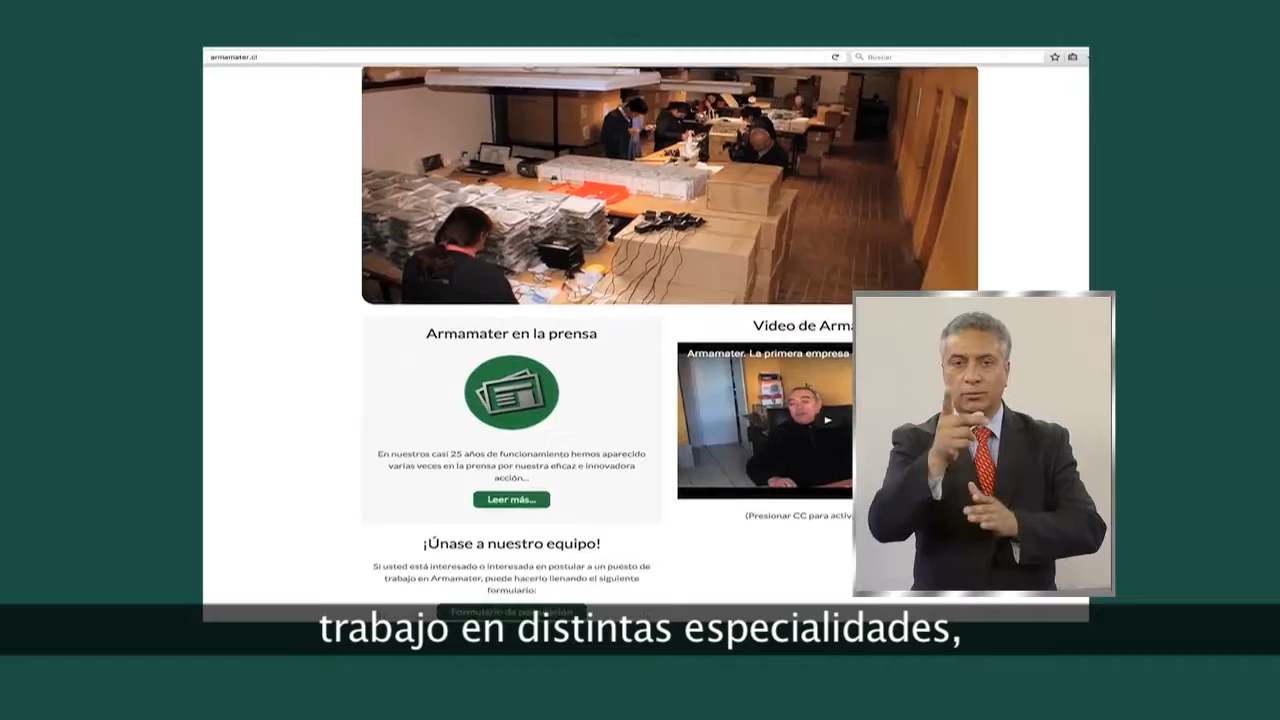 armamater.cl
Buscar
Armamater en la prensa
En nuestros casi 25 años de funcionamiento hemos aparecido
varias veces en la prensa por nuestra eficaz e innovadora
acción...
Leer más...
¡Únase a nuestro equipo!
Si usted está interesado o interesada en postular a un puesto de
trabajo en Armamater, puede hacerlo llenando el siguiente
formulario:
Formulario de postulación
Video de Arma
Armamater. La primera empresa
(Presionar CC para activ
trabajo en distintas especialidades,